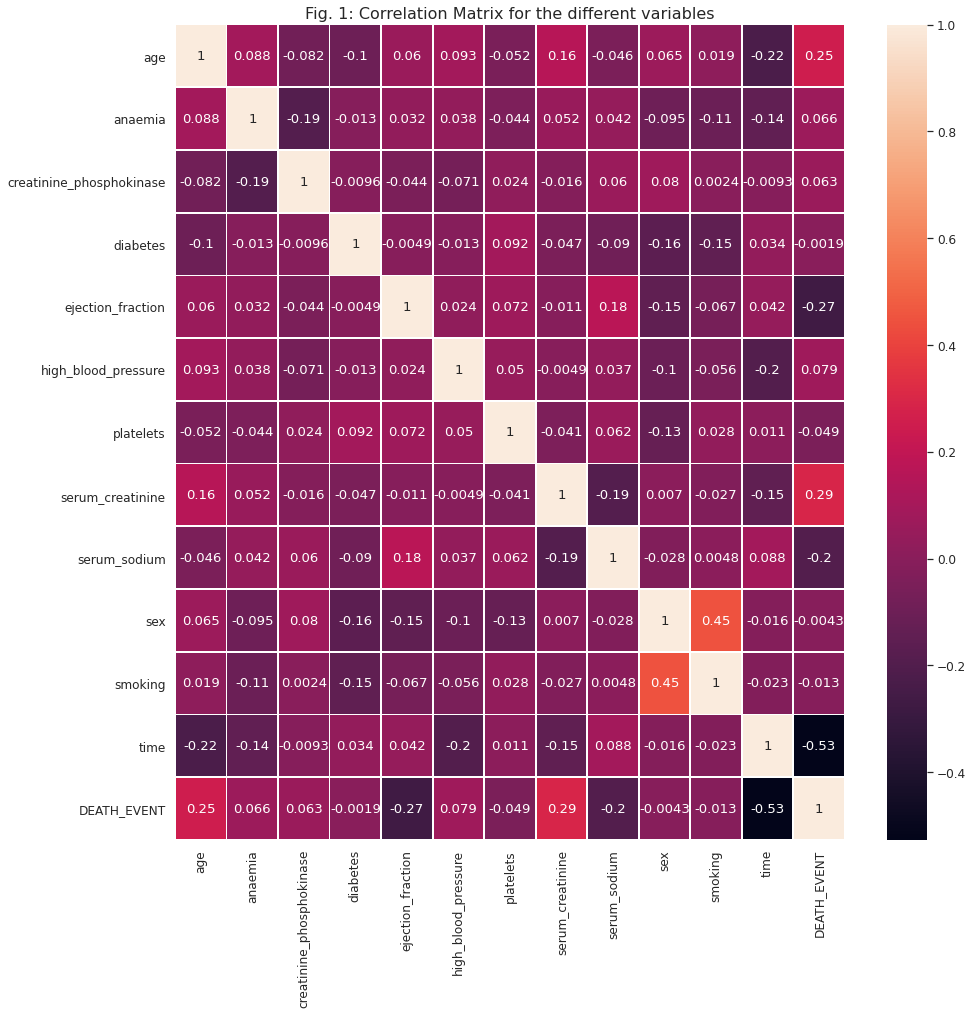 Fig. 1: Correlation Matrix for the different variables
age 1 0.088 -0.082 -0.1 0.06 0.093 -0.052 0.16 -0.046 0.065 0.019 -0.22 0.25
anaemia 0.088 1 -0.19 -0.013 0.032 0.038 -0.044 0.052 0.042 -0.095 -0.11 -0.14 0.066
creatinine_phosphokinase -0.082 -0.19 1 -0.0096 -0.044 -0.071 0.024 -0.016 0.06 0.08 0.0024 -0.0093 0.063
diabetes -0.1 -0.013 -0.0096 1 -0.0049 -0.013 0.092 -0.047 -0.09 -0.16 -0.15 0.034 -0.0019
ejection_fraction 0.06 0.032 -0.044 -0.0049 1 0.024 0.072 -0.011 0.18 -0.15 -0.067 0.042 -0.27
high_blood_pressure 0.093 0.038 -0.071 -0.013 0.024 1 0.05 -0.0049 0.037 -0.1 -0.056 -0.2 0.079
platelets -0.052 -0.044 0.024 0.092 0.072 0.05 1 -0.041 0.062 -0.13 0.028 0.011 -0.049
serum_creatinine 0.16 0.052 -0.016 -0.047 -0.011 -0.0049 -0.041 1 -0.19 0.007 -0.027 -0.15 0.29
serum_sodium -0.046 0.042 0.06 -0.09 0.18 0.037 0.062 -0.19 1 -0.028 0.0048 0.088 -0.2
sex 0.065 -0.095 0.08 -0.16 -0.15 -0.1 -0.13 0.007 -0.028 1 0.45 -0.016 -0.0043
smoking 0.019 -0.11 0.0024 -0.15 -0.067 -0.056 0.028 -0.027 0.0048 0.45 1 -0.023 -0.013
time -0.22 -0.14 -0.0093 0.034 0.042 -0.2 0.011 -0.15 0.088 -0.016 -0.023 1 -0.53
DEATH_EVENT 0.25 0.066 0.063 -0.0019 -0.27 0.079 -0.049 0.29 -0.2 -0.0043 -0.013 -0.53 1
age
anaemia
creatinine_phosphokinase
diabetes
ejection_fraction
high_blood_pressure
platelets
serum_creatinine
serum_sodium
sex
smoking
time
DEATH_EVENT
1.0
0.8
0.6
0.4
0.2
0.0
−0.2
−0.4